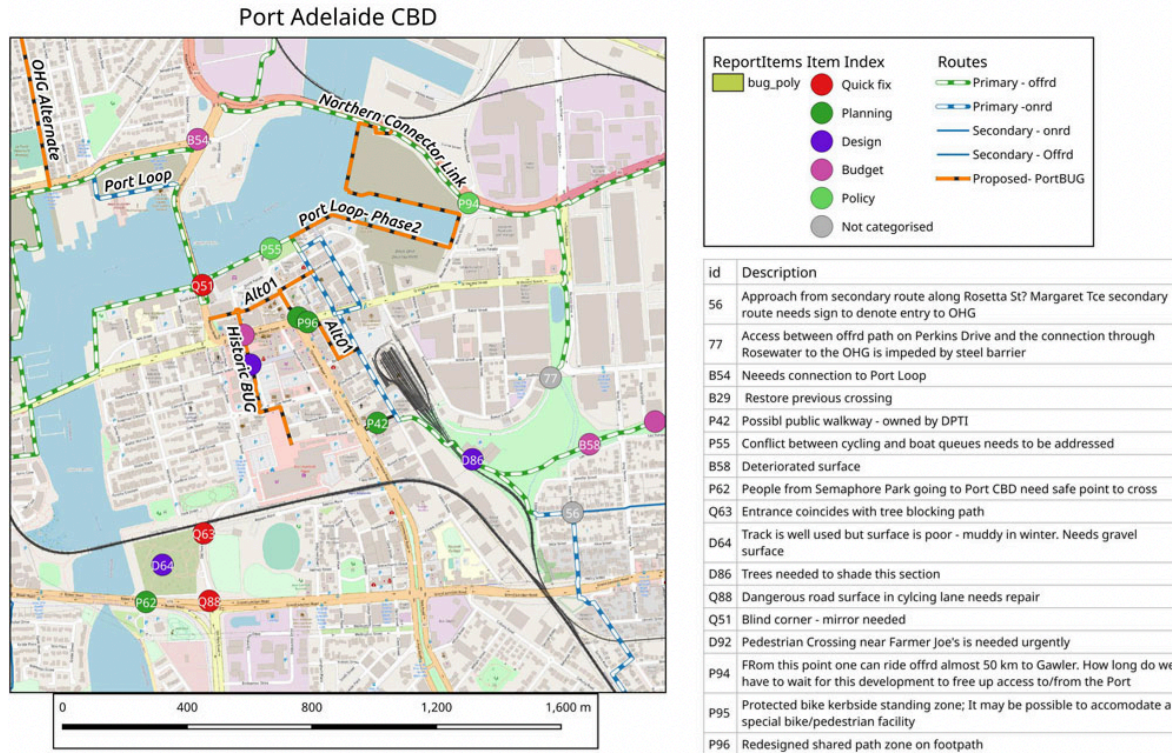 Port Adelaide CBD
OHG Alternate
Northern Connector Link
B54
Port Loop
P94
Port Loop- Phase2
P55
Q51
Alt01
P96
Alt01
Historic BUG
77
P42
B58
D86
56
Q63
D64
P62
Q88
0 400 800 1,200 1,600 m
ReportItems Item Index Routes
bug_poly Quick fix Primary - offrd
Planning Primary -onrd
Design Secondary - onrd
Budget Secondary - Offrd
Policy Proposed- PortBUG
Not categorised
id Description
56 Approach from secondary route along Rosetta St? Margaret Tce secondary
route needs sign to denote entry to OHG
77 Access between offrd path on Perkins Drive and the connection through
Rosewater to the OHG is impeded by steel barrier
B54 Neeeds connection to Port Loop
B29 Restore previous crossing
P42 Possibl public walkway - owned by DPTI
P55 Conflict between cycling and boat queues needs to be addressed
B58 Deteriorated surface
P62 People from Semaphore Park going to Port CBD need safe point to cross
Q63 Entrance coincides with tree blocking path
D64 Track is well used but surface is poor - muddy in winter. Needs gravel
surface
D86 Trees needed to shade this section
Q88 Dangerous road surface in cylcing lane needs repair
Q51 Blind corner - mirror needed
D92 Pedestrian Crossing near Farmer Joe's is needed urgently
P94 FRom this point one can ride offrd almost 50 km to Gawler. How long do we
have to wait for this development to free up access to/from the Port
P95 Protected bike kerbside standing zone; It may be possible to accomodate a
special bike/pedestrian facility
P96 Redesigned shared path zone on footpath